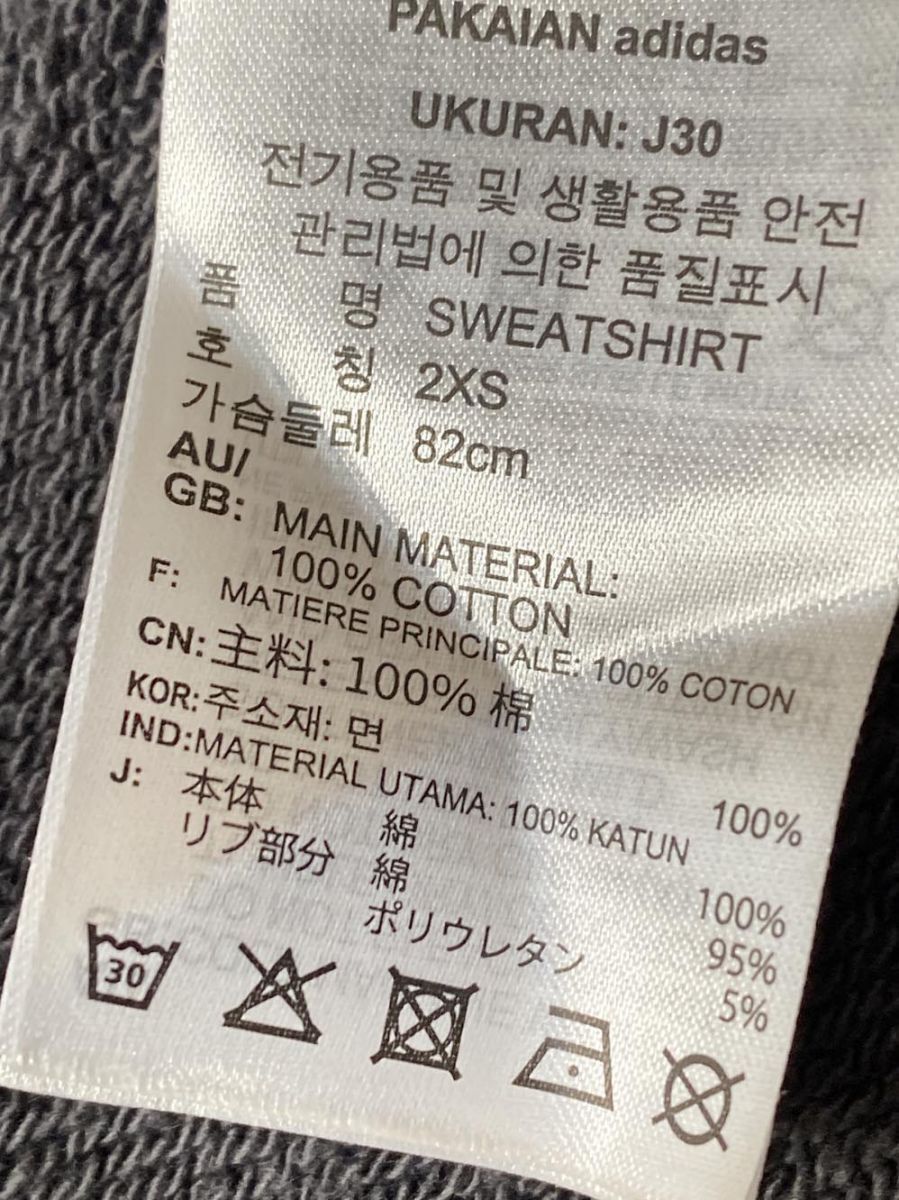 PAKAIAN adidas
UKURAN: J30
전기용품 및 생활용품 안전
관리법에 의한 품질표시
품 명 SWEATSHIRT
호 칭 2XS
가슴둘레 82cm
AU/
GB: MAIN MATERIAL:
100% COTTON
F: MATIERE PRINCIPALE: 100% COTON
CN: 主料: 100% 棉
KOR: 주소재: 면 100%
IND: MATERIAL UTAMA: 100% KATUN
J: 本体 綿 100%
リブ部分 綿 95%
ポリウレタン 5%
30